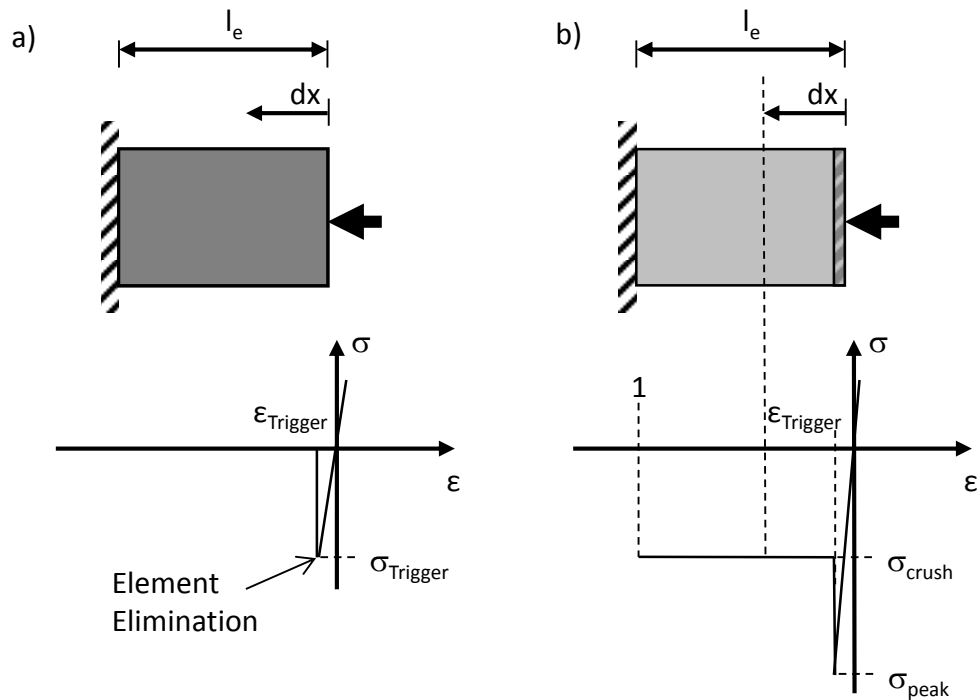 a)
l_e
dx
σ
ε_Trigger
ε
σ_Trigger
Element
Elimination
b)
l_e
dx
σ
1
ε_Trigger
ε
σ_crush
σ_peak